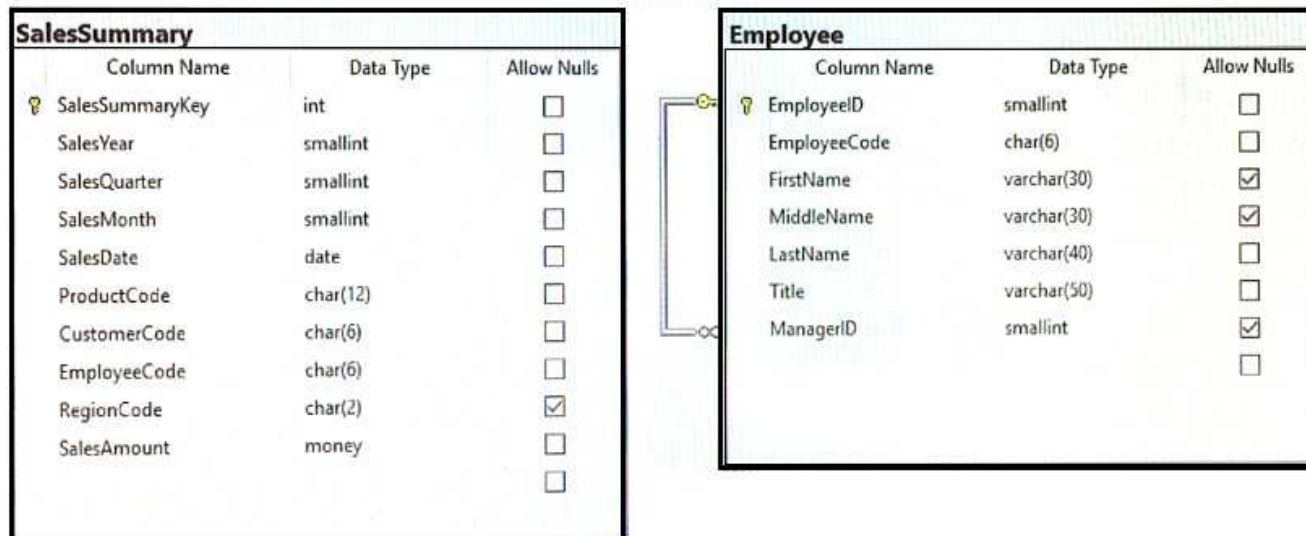 SalesSummary
Column Name Data Type Allow Nulls
SalesSummaryKey int
SalesYear smallint
SalesQuarter smallint
SalesMonth smallint
SalesDate date
ProductCode char(12)
CustomerCode char(6)
EmployeeCode char(6)
RegionCode char(2)
SalesAmount money
Employee
Column Name Data Type Allow Nulls
EmployeeID smallint
EmployeeCode char(6)
FirstName varchar(30)
MiddleName varchar(30)
LastName varchar(40)
Title varchar(50)
ManagerID smallint